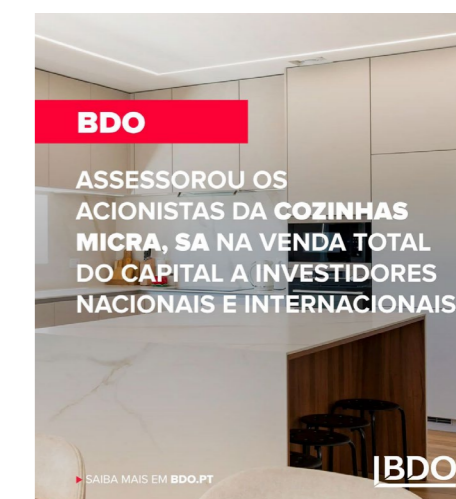 BDO
ASSESSOROU OS
ACIONISTAS DA COZINHAS
MICRA, SA NA VENDA TOTAL
DO CAPITAL A INVESTIDORES
NACIONAIS E INTERNACIONAIS
SAIBA MAIS EM BDO.PT
BDO